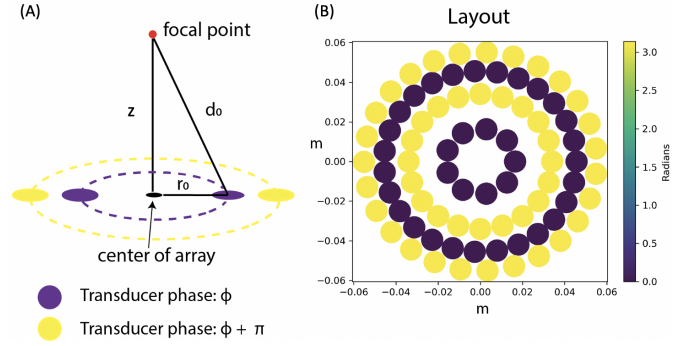 (A)
focal point
z
d₀
r₀
center of array
Transducer phase: ϕ
Transducer phase: ϕ + π
(B)
Layout
0.06
0.04
0.02
m
0.00
−0.02
−0.04
−0.06
−0.06 −0.04 −0.02 0.00 0.02 0.04 0.06
m
3.0
2.5
2.0
1.5
1.0
0.5
0.0
Radians